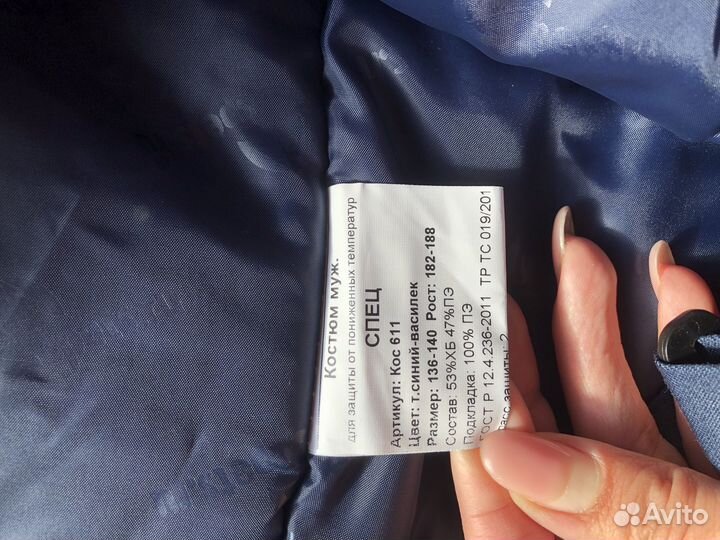 Костюм муж.
для защиты от пониженных температур
СПЕЦ
Артикул: Кос 611
Цвет: т.синий-василек
Размер: 136-140 Рост: 182-188
Состав: 53%ХБ 47%ПЭ
Подкладка: 100% ПЭ
ГОСТ Р 12.4.236-2011 ТР ТС 019/201
защиты: 2
Avito